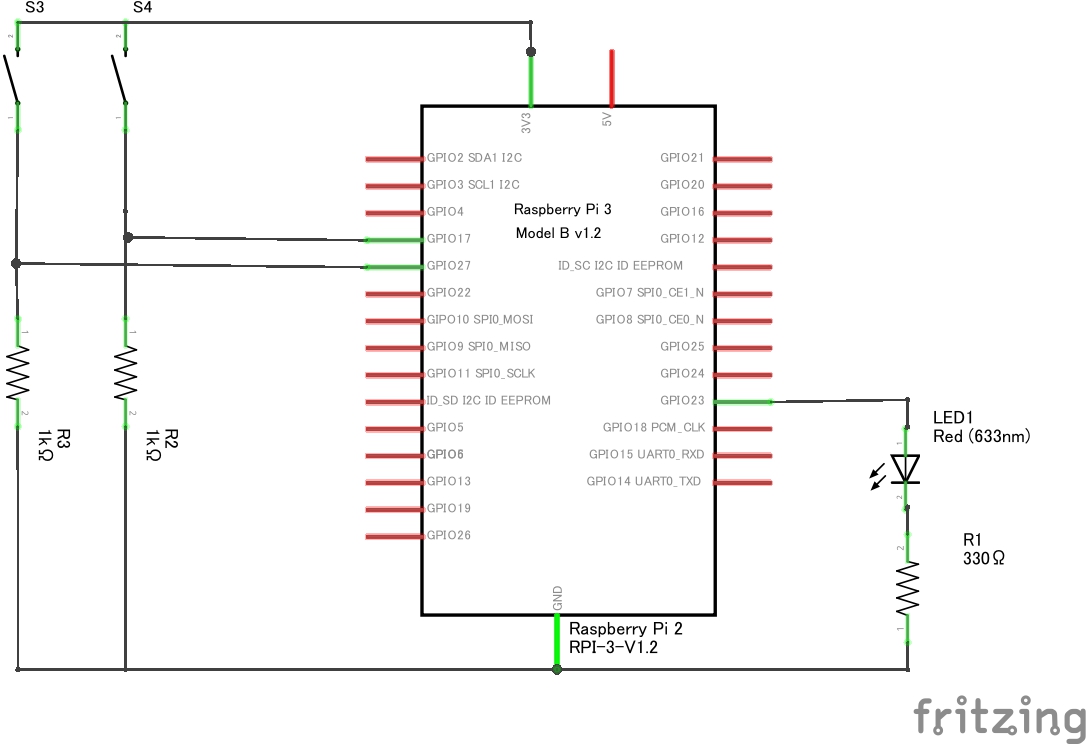 S3
S4
2
2
1
1
3V3
5V
GPIO2 SDA1 I2C
GPIO3 SCL1 I2C
GPIO4
GPIO17
GPIO27
GPIO22
GIPO10 SPI0_MOSI
GPIO9 SPI0_MISO
GPIO11 SPI0_SCLK
ID_SD I2C ID EEPROM
GPIO5
GPIO6
GPIO13
GPIO19
GPIO26
Raspberry Pi 3
Model B v1.2
GPIO21
GPIO20
GPIO16
GPIO12
ID_SC I2C ID EEPROM
GPIO7 SPI0_CE1_N
GPIO8 SPI0_CE0_N
GPIO25
GPIO24
GPIO23
GPIO18 PCM_CLK
GPIO15 UART0_RXD
GPIO14 UART0_TXD
1
1
2
2
R3
1kΩ
R2
1kΩ
GND
Raspberry Pi 2
RPI-3-V1.2
LED1
Red (633nm)
1
2
R1
330Ω
2
1
fritzing